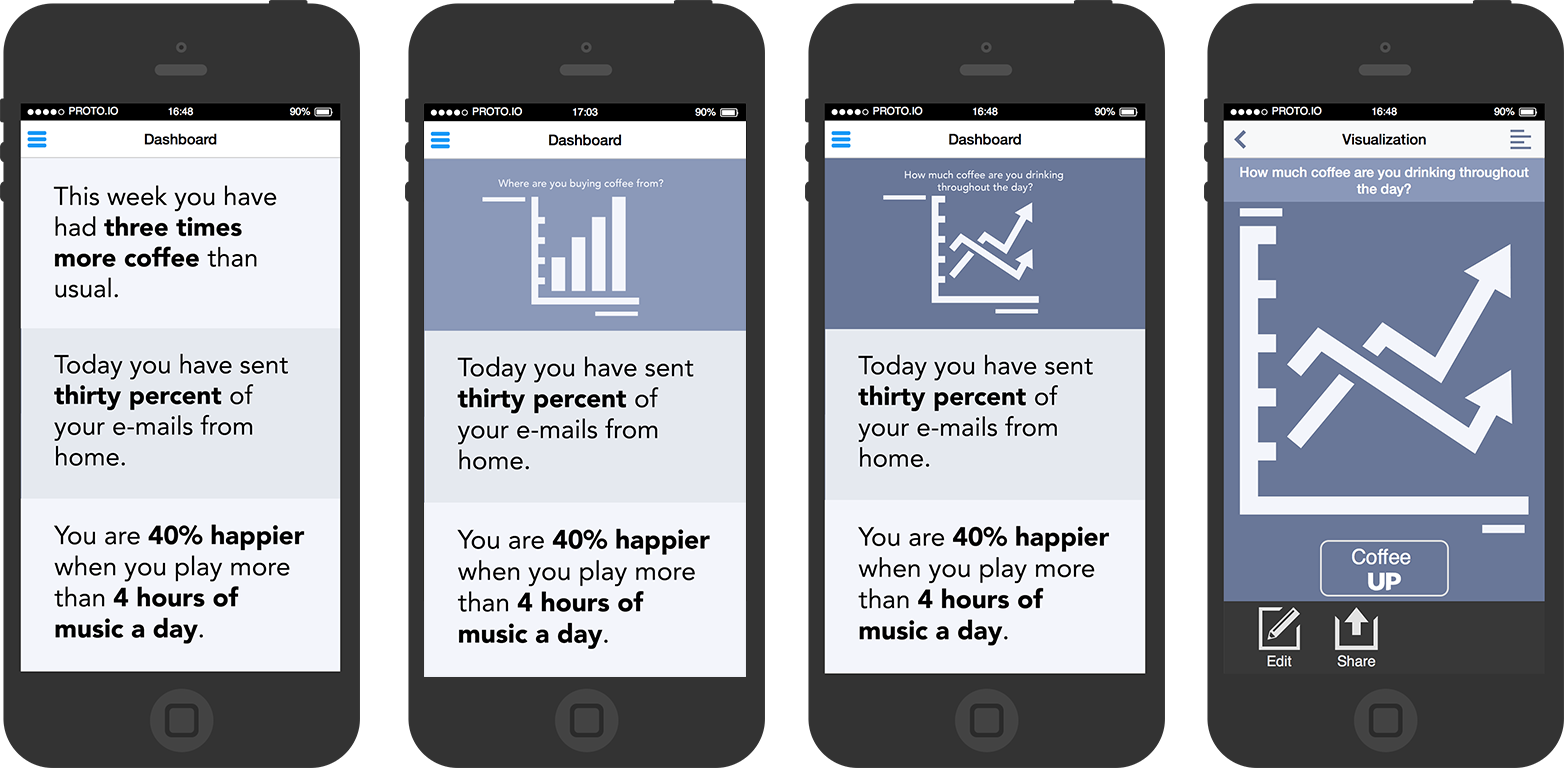 PROTO.IO 16:48 90%
Dashboard
This week you have
had three times
more coffee than
usual.
Today you have sent
thirty percent of
your e-mails from
home.
You are 40% happier
when you play more
than 4 hours of
music a day.
PROTO.IO 17:03 90%
Dashboard
Where are you buying coffee from?
Today you have sent
thirty percent of
your e-mails from
home.
You are 40% happier
when you play more
than 4 hours of
music a day.
PROTO.IO 16:48 90%
Dashboard
How much coffee are you drinking
throughout the day?
Today you have sent
thirty percent of
your e-mails from
home.
You are 40% happier
when you play more
than 4 hours of
music a day.
PROTO.IO 16:48 90%
Visualization
How much coffee are you drinking throughout
the day?
Coffee
UP
Edit Share